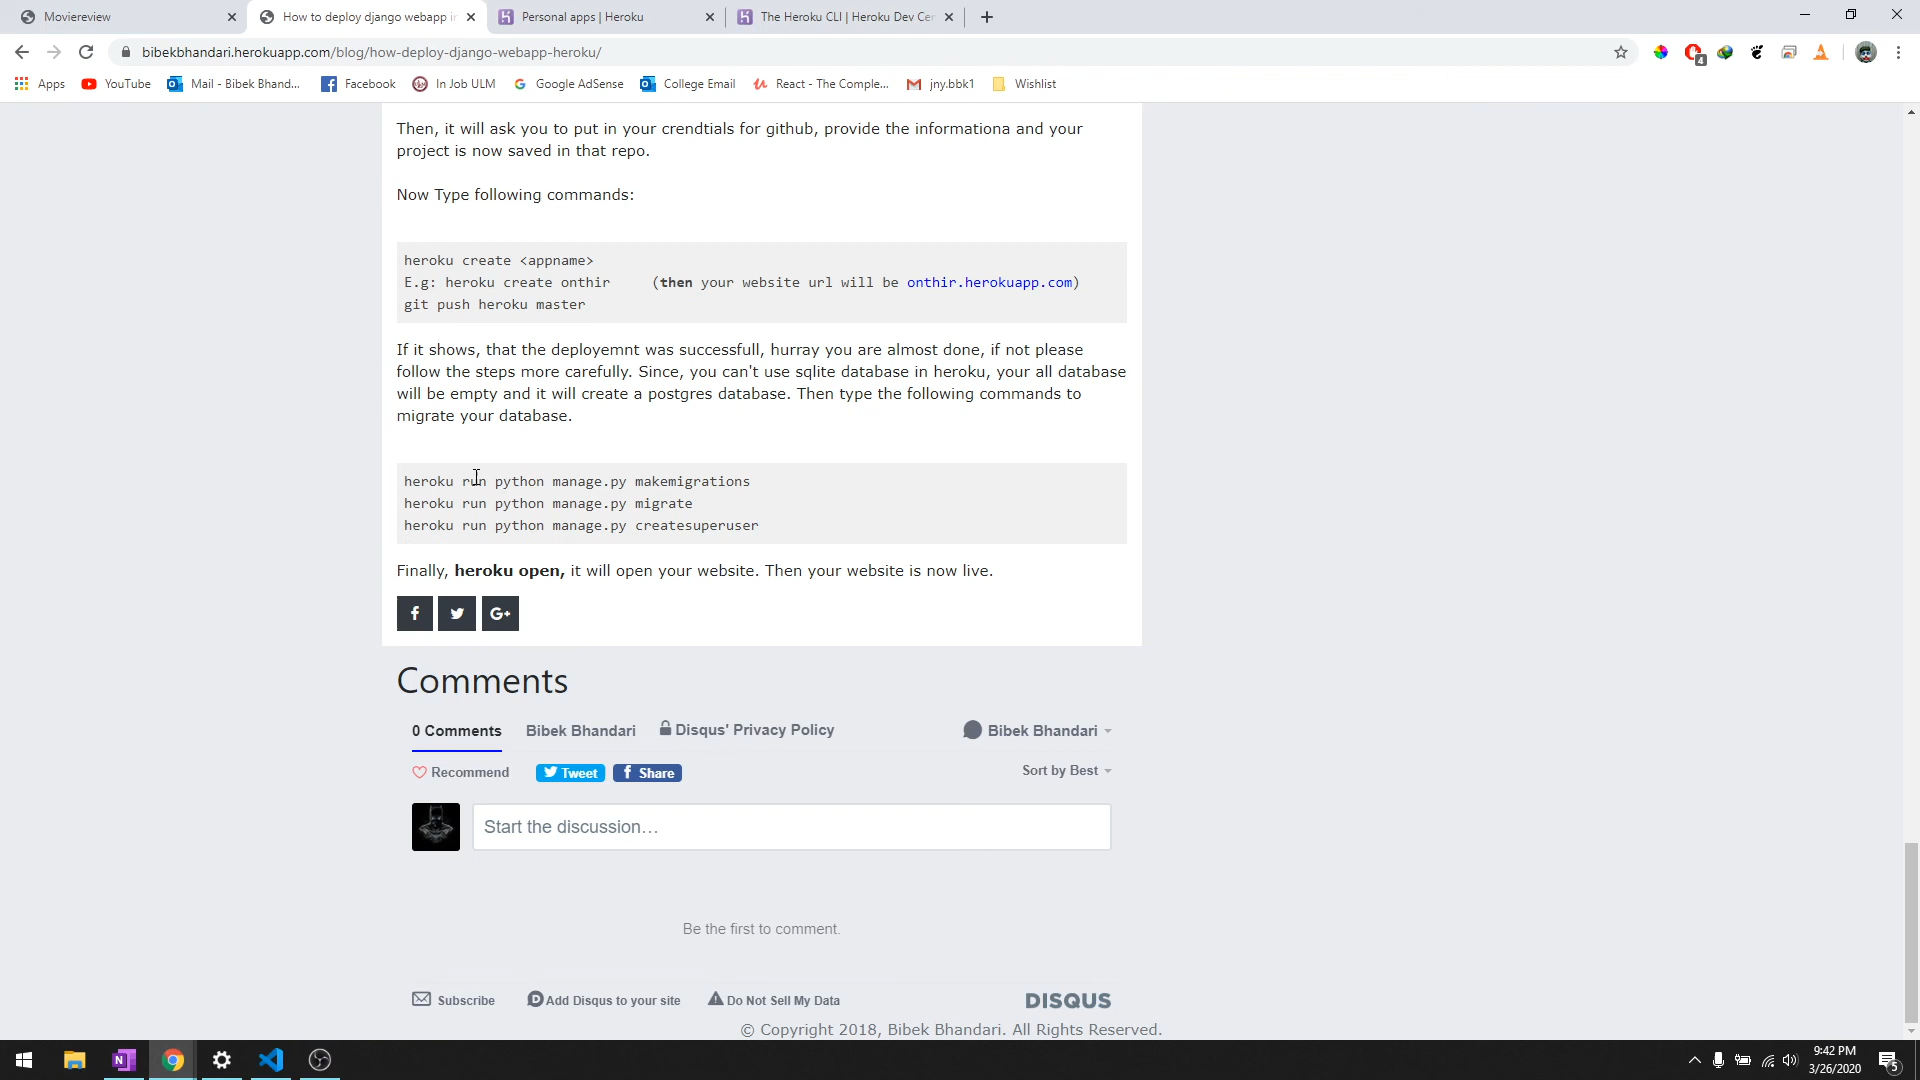 Moviereview
How to deploy django webapp in
Personal apps | Heroku
The Heroku CLI | Heroku Dev Cer
bibekbhandari.herokuapp.com/blog/how-deploy-django-webapp-heroku/
4
Apps
YouTube
Mail - Bibek Bhand...
Facebook
In Job ULM
Google AdSense
College Email
React - The Comple...
jny.bbk1
Wishlist
Then, it will ask you to put in your crendtials for github, provide the informationa and your
project is now saved in that repo.
Now Type following commands:
heroku create <appname>
E.g: heroku create onthir (then your website url will be onthir.herokuapp.com)
git push heroku master
If it shows, that the deployemnt was successfull, hurray you are almost done, if not please
follow the steps more carefully. Since, you can't use sqlite database in heroku, your all database
will be empty and it will create a postgres database. Then type the following commands to
migrate your database.
heroku run python manage.py makemigrations
heroku run python manage.py migrate
heroku run python manage.py createsuperuser
Finally, heroku open, it will open your website. Then your website is now live.
G+
Comments
0 Comments
Bibek Bhandari
Disqus' Privacy Policy
Bibek Bhandari
Recommend
Tweet
f Share
Sort by Best
Start the discussion…
Be the first to comment.
Subscribe
Add Disqus to your site
Do Not Sell My Data
DISQUS
© Copyright 2018, Bibek Bhandari. All Rights Reserved.
9:42 PM
3/26/2020
5